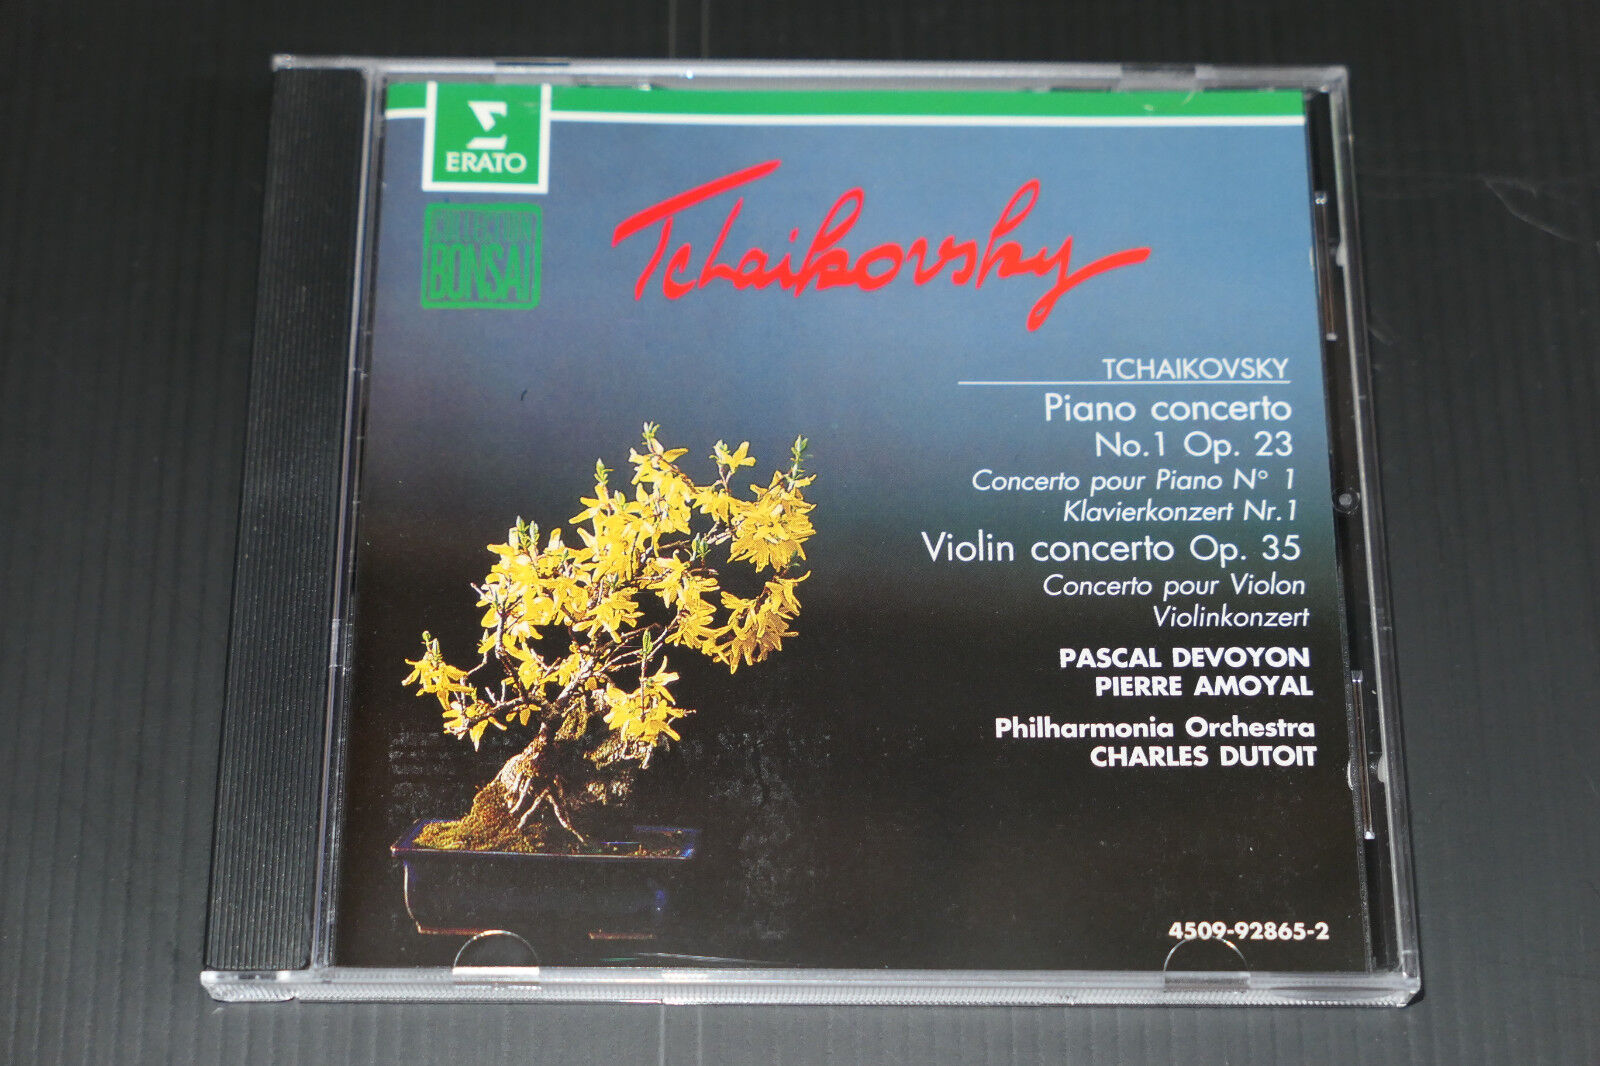 ERATO
COLLECTION
BONSAI
Tchaikovsky
TCHAIKOVSKY
Piano concerto
No.1 Op. 23
Concerto pour Piano N° 1
Klavierkonzert Nr.1
Violin concerto Op. 35
Concerto pour Violon
Violinkonzert
PASCAL DEVOYON
PIERRE AMOYAL
Philharmonia Orchestra
CHARLES DUTOIT
4509-92865-2